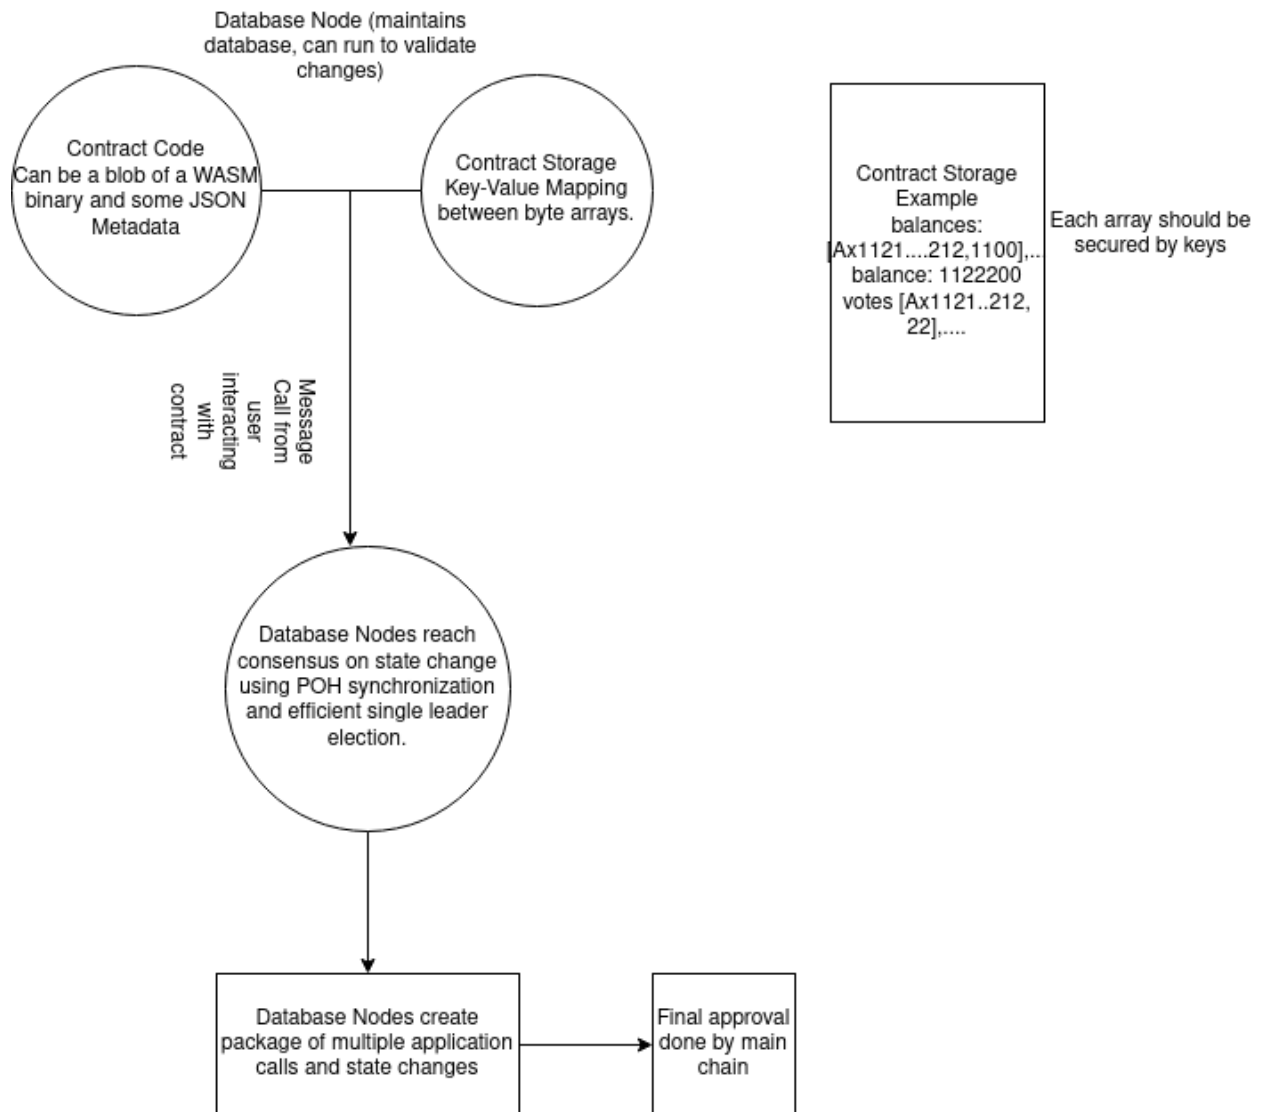 Database Node (maintains
database, can run to validate
changes)
Contract Code
Can be a blob of a WASM
binary and some JSON
Metadata
Contract Storage
Key-Value Mapping
between byte arrays.
Contract Storage
Example
balances:
[Ax1121....212,1100],...
balance: 1122200
votes [Ax1121..212,
22],....
Each array should be
secured by keys
Message
Call from
user
interacting
with
contract
Database Nodes reach
consensus on state change
using POH synchronization
and efficient single leader
election.
Database Nodes create
package of multiple application
calls and state changes
Final approval
done by main
chain